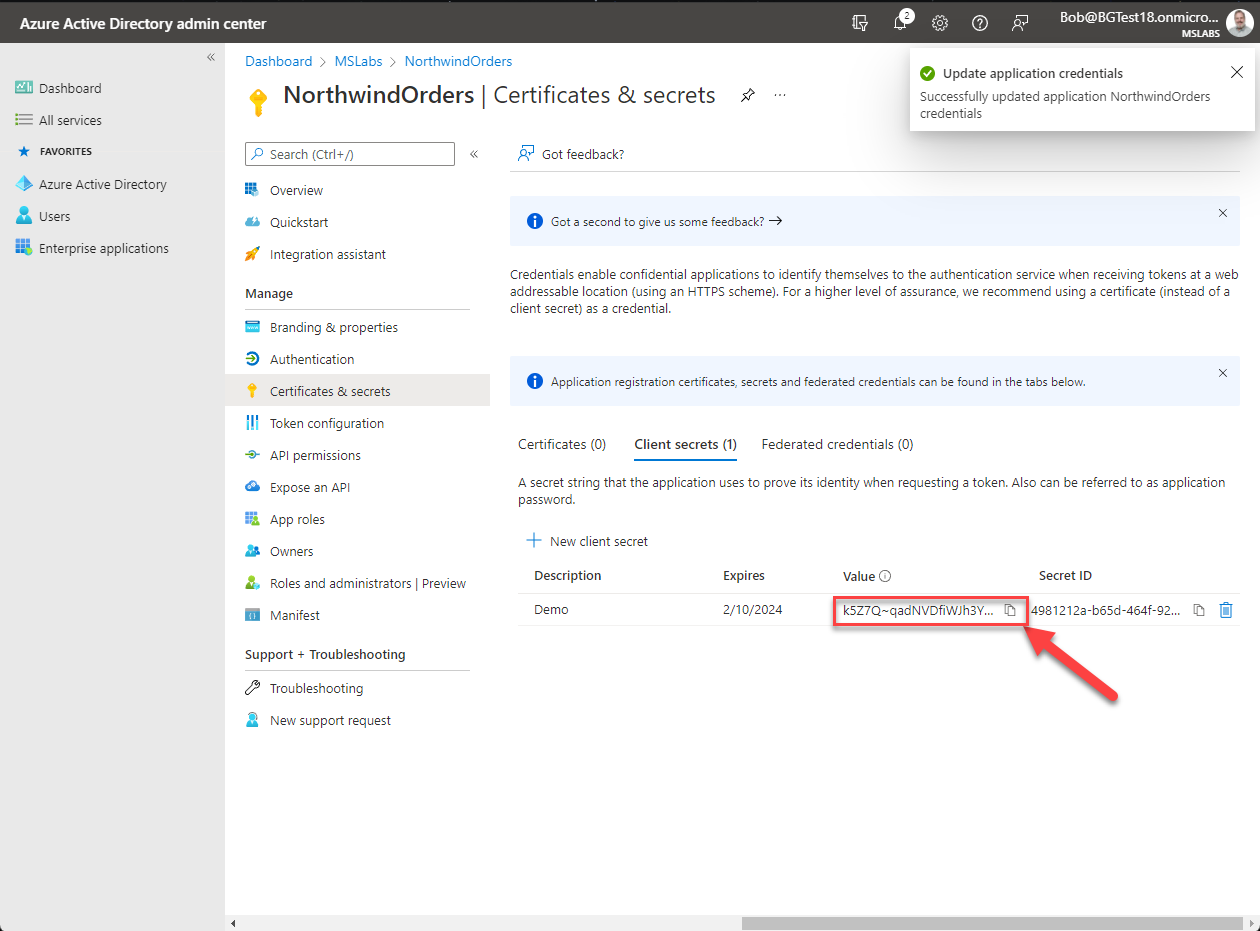 Azure Active Directory admin center
2
Bob@BGTest18.onmicro...
MSLABS
Update application credentials
Successfully updated application NorthwindOrders
credentials
Dashboard
All services
FAVORITES
Azure Active Directory
Users
Enterprise applications
Dashboard > MSLabs > NorthwindOrders
NorthwindOrders | Certificates & secrets
Search (Ctrl+/)
Overview
Quickstart
Integration assistant
Manage
Branding & properties
Authentication
Certificates & secrets
Token configuration
API permissions
Expose an API
App roles
Owners
Roles and administrators | Preview
Manifest
Support + Troubleshooting
Troubleshooting
New support request
Got feedback?
Got a second to give us some feedback? →
Credentials enable confidential applications to identify themselves to the authentication service when receiving tokens at a web
addressable location (using an HTTPS scheme). For a higher level of assurance, we recommend using a certificate (instead of a
client secret) as a credential.
Application registration certificates, secrets and federated credentials can be found in the tabs below.
Certificates (0) Client secrets (1) Federated credentials (0)
A secret string that the application uses to prove its identity when requesting a token. Also can be referred to as application
password.
New client secret
Description Expires Value Secret ID
Demo 2/10/2024 k5Z7Q~qadNVDfiWJh3Y... 4981212a-b65d-464f-92...